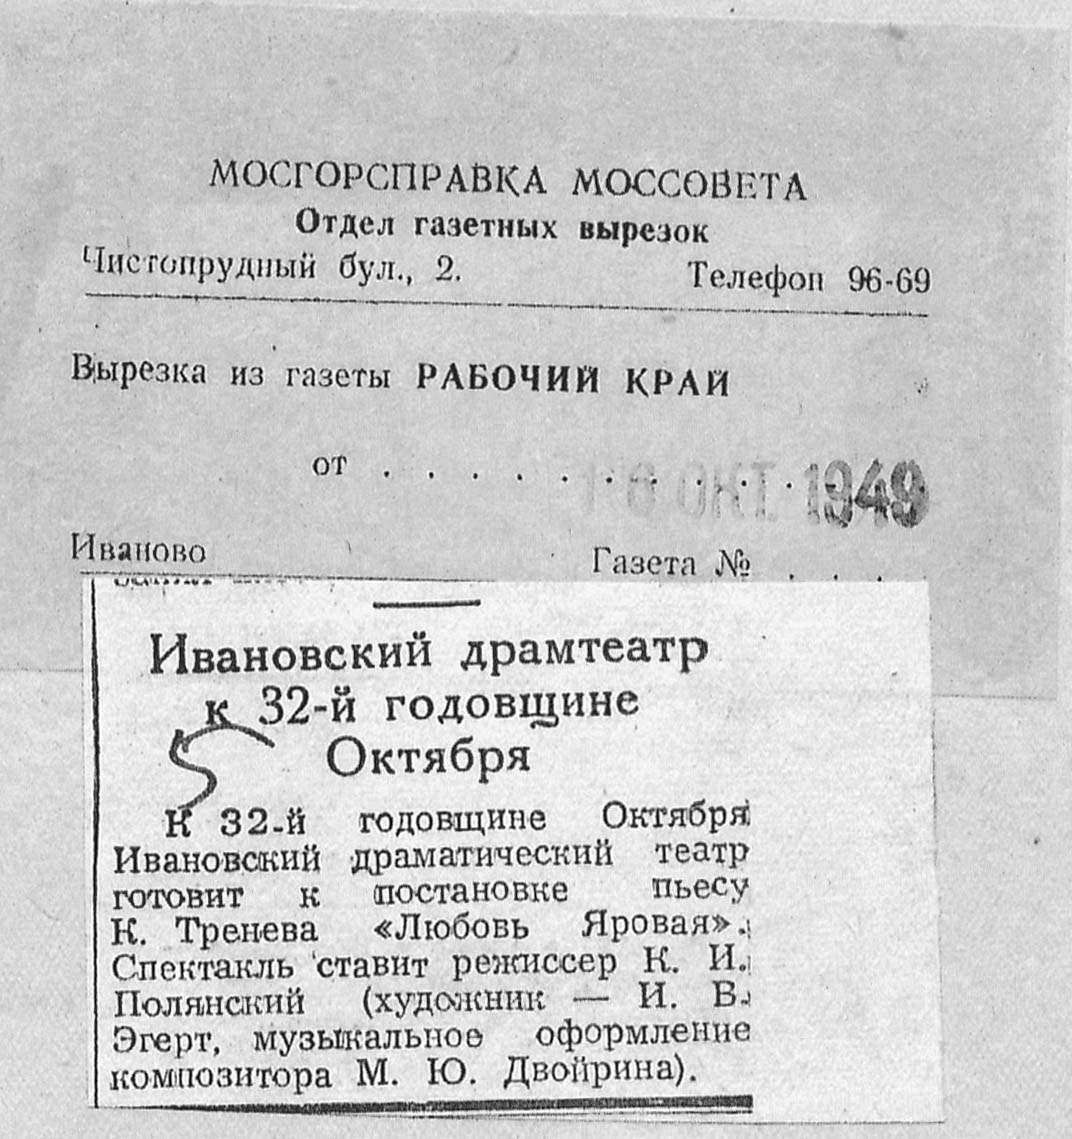 МОСГОРСПРАВКА МОССОВЕТА
Отдел газетных вырезок
Чистопрудный бул., 2. Телефон 96-69
Вырезка из газеты РАБОЧИЙ КРАЙ
от . . . . . . . . . . ОКТ. 1949
Иваново Газета № . . .
Ивановский драмтеатр
к 32-й годовщине
Октября
К 32-й годовщине Октября
Ивановский драматический театр
готовит к постановке пьесу
К. Тренева «Любовь Яровая».
Спектакль ставит режиссер К. И.
Полянский (художник — И. В.
Эгерт, музыкальное оформление
композитора М. Ю. Двойрина).